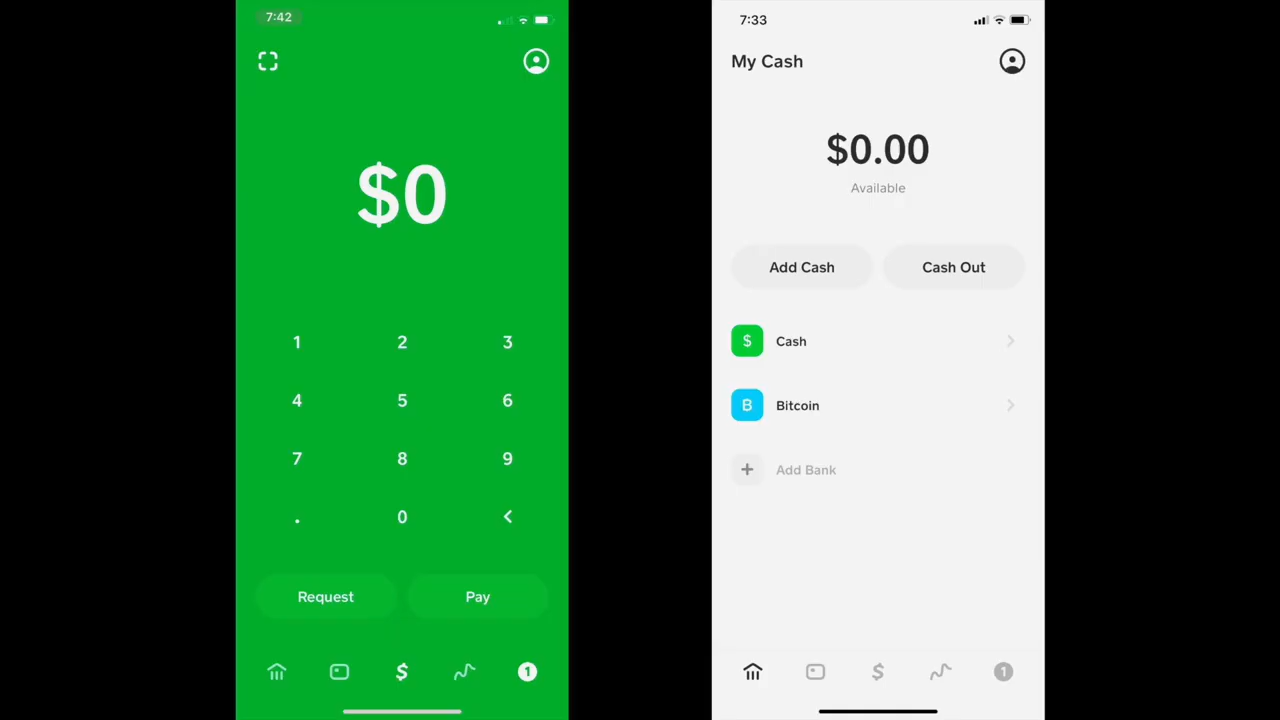 7:42
$0
1 2 3
4 5 6
7 8 9
. 0 <
Request Pay
$ 1
7:33
My Cash
$0.00
Available
Add Cash Cash Out
$ Cash
B Bitcoin
+ Add Bank
$ 1